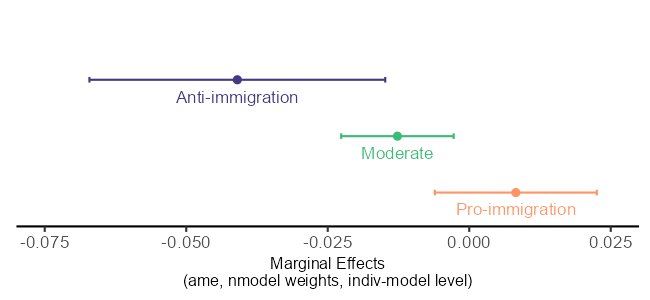 Anti-immigration
Moderate
Pro-immigration
-0.075 -0.050 -0.025 0.000 0.025
Marginal Effects
(ame, nmodel weights, indiv-model level)